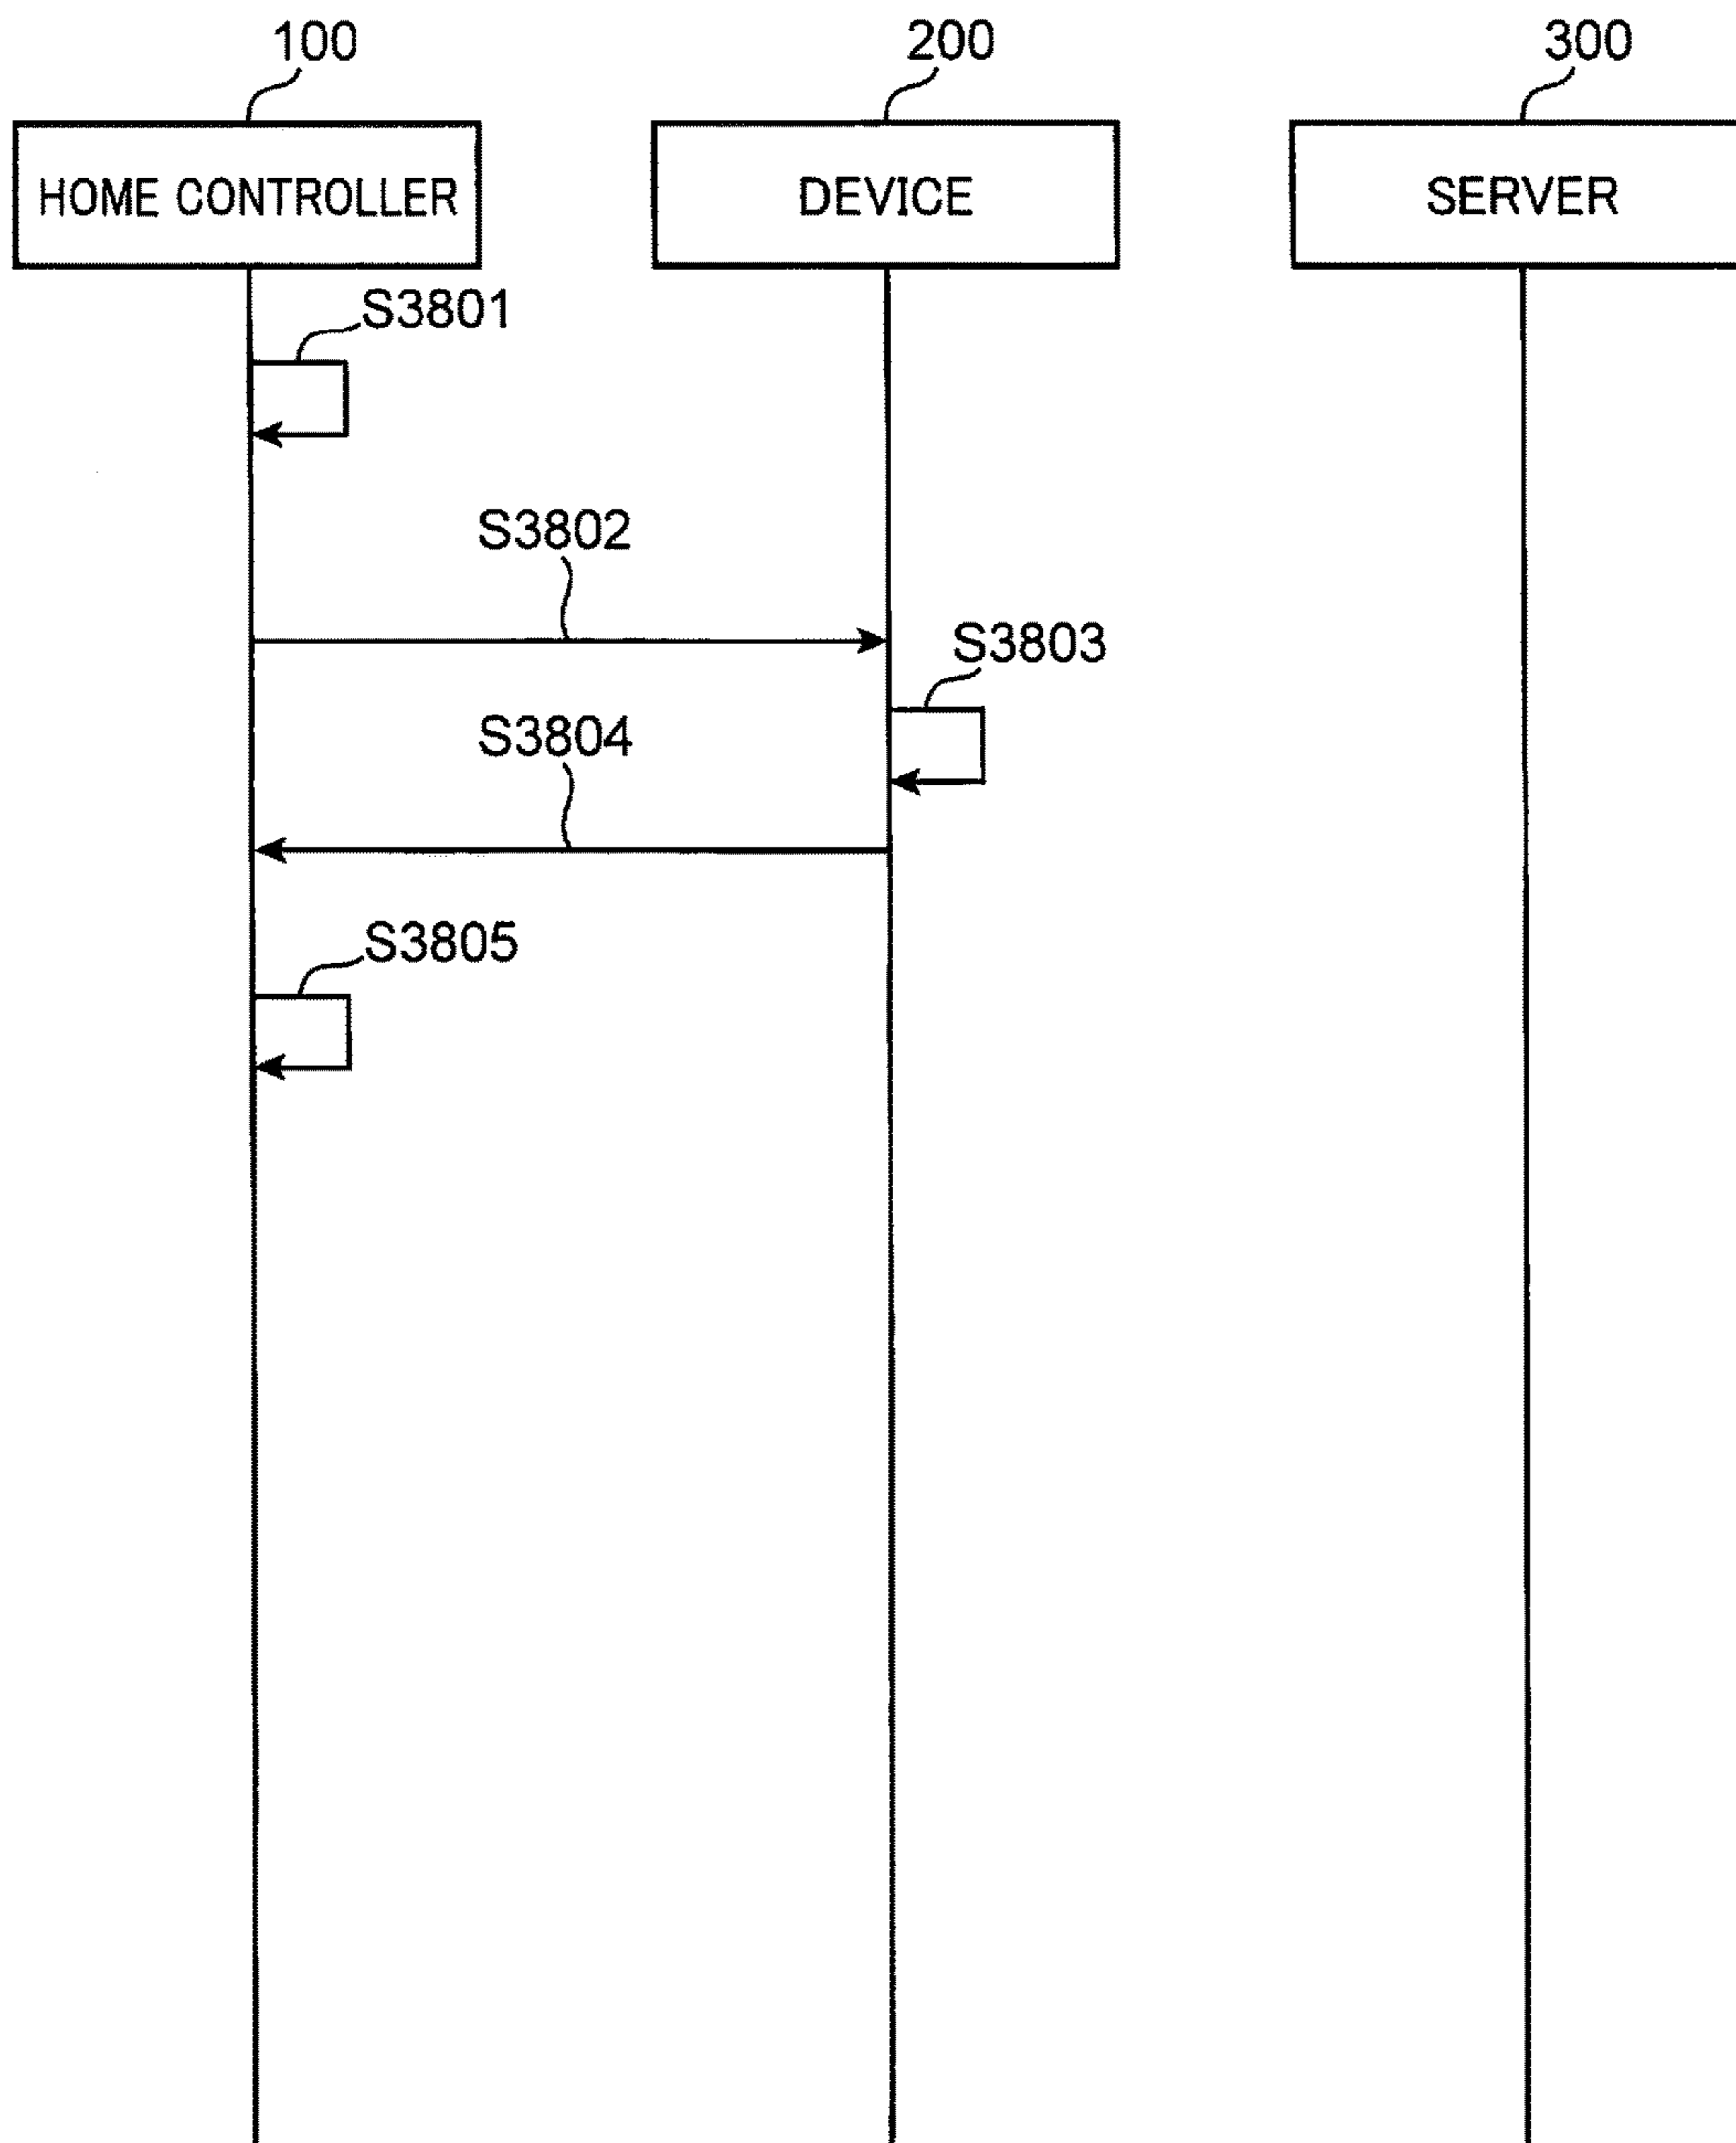 100
200
300
HOME CONTROLLER
DEVICE
SERVER
S3801
S3802
S3803
S3804
S3805